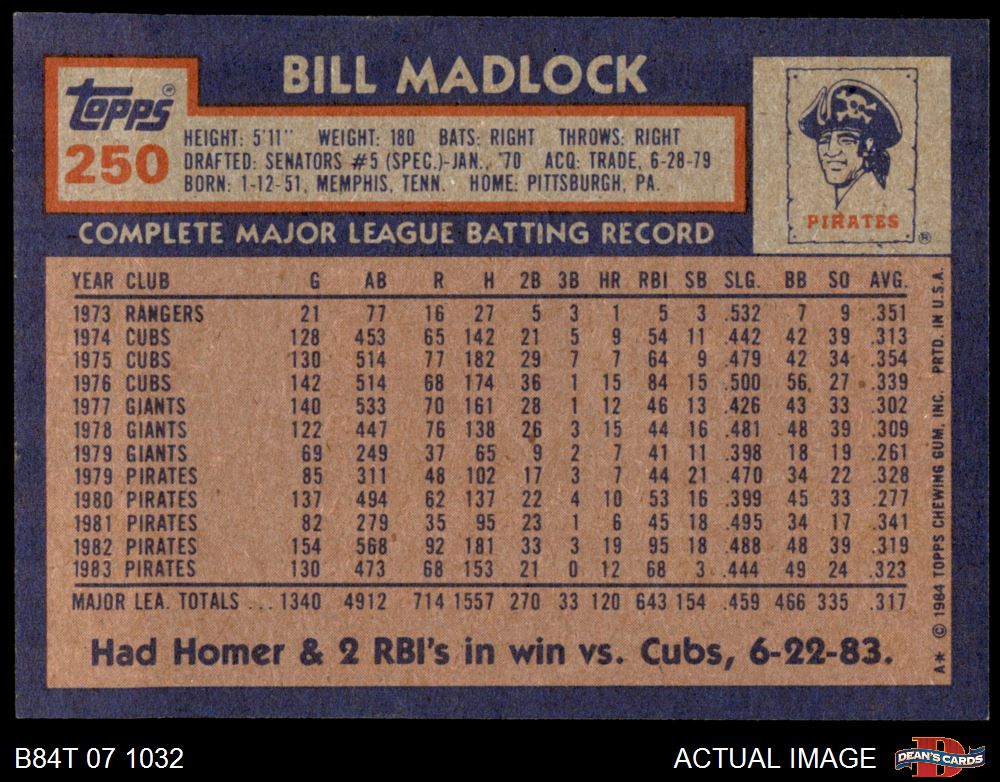 BILL MADLOCK
Topps®
250
HEIGHT: 5'11" WEIGHT: 180 BATS: RIGHT THROWS: RIGHT
DRAFTED: SENATORS #5 (SPEC.)-JAN., '70 ACQ: TRADE, 6-28-79
BORN: 1-12-51, MEMPHIS, TENN. HOME: PITTSBURGH, PA.
PIRATES
®
COMPLETE MAJOR LEAGUE BATTING RECORD
YEAR CLUB G AB R H 2B 3B HR RBI SB SLG. BB SO AVG.
1973 RANGERS 21 77 16 27 5 3 1 5 3 .532 7 9 .351
1974 CUBS 128 453 65 142 21 5 9 54 11 .442 42 39 .313
1975 CUBS 130 514 77 182 29 7 7 64 9 .479 42 34 .354
1976 CUBS 142 514 68 174 36 1 15 84 15 .500 56 27 .339
1977 GIANTS 140 533 70 161 28 1 12 46 13 .426 43 33 .302
1978 GIANTS 122 447 76 138 26 3 15 44 16 .481 48 39 .309
1979 GIANTS 69 249 37 65 9 2 7 41 11 .398 18 19 .261
1979 PIRATES 85 311 48 102 17 3 7 44 21 .470 34 22 .328
1980 PIRATES 137 494 62 137 22 4 10 53 16 .399 45 33 .277
1981 PIRATES 82 279 35 95 23 1 6 45 18 .495 34 17 .341
1982 PIRATES 154 568 92 181 33 3 19 95 18 .488 48 39 .319
1983 PIRATES 130 473 68 153 21 0 12 68 3 .444 49 24 .323
MAJOR LEA. TOTALS ... 1340 4912 714 1557 270 33 120 643 154 .459 466 335 .317
Had Homer & 2 RBI's in win vs. Cubs, 6-22-83.
A* © 1984 TOPPS CHEWING GUM, INC. PRTD. IN U.S.A.
B84T 07 1032
ACTUAL IMAGE
D
DEAN'S CARDS